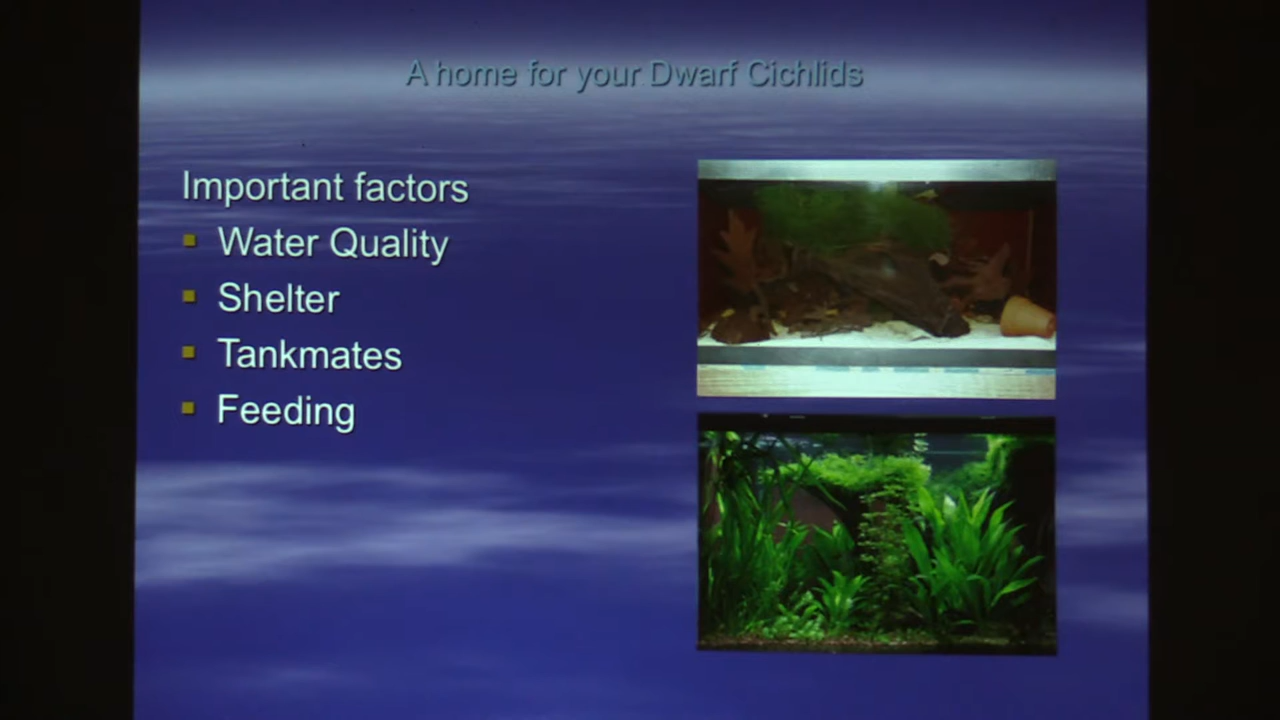 A home for your Dwarf Cichlids
Important factors
Water Quality
Shelter
Tankmates
Feeding